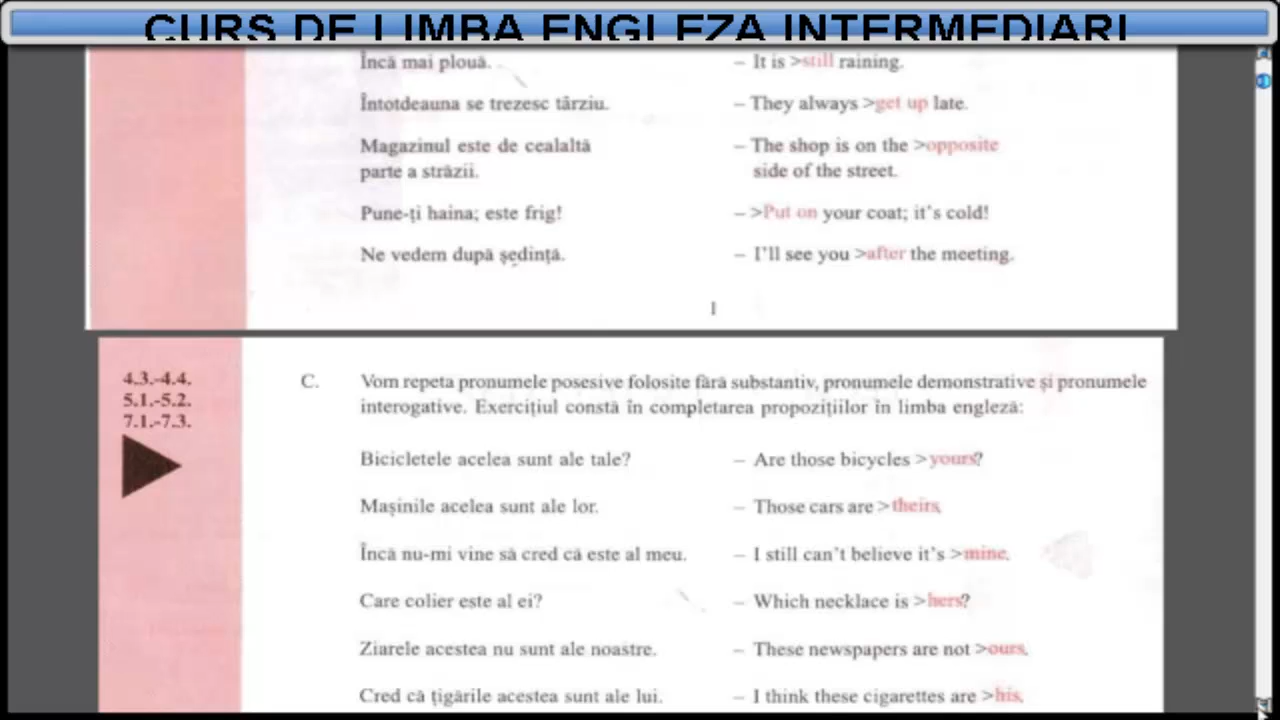 CURS DE LIMBA ENGLEZA INTERMEDIARI
Încă mai plouă. – It is >still raining.
Întotdeauna se trezesc târziu. – They always >get up late.
Magazinul este de cealaltă – The shop is on the >opposite
parte a străzii. side of the street.
Pune-ți haina; este frig! – >Put on your coat; it's cold!
Ne vedem după ședință. – I'll see you >after the meeting.
1
4.3.-4.4.
5.1.-5.2.
7.1.-7.3.
C. Vom repeta pronumele posesive folosite fără substantiv, pronumele demonstrative și pronumele
interogative. Exercițiul constă în completarea propozițiilor în limba engleză:
Bicicletele acelea sunt ale tale? – Are those bicycles >yours?
Mașinile acelea sunt ale lor. – Those cars are >theirs.
Încă nu-mi vine să cred că este al meu. – I still can't believe it's >mine.
Care colier este al ei? – Which necklace is >hers?
Ziarele acestea nu sunt ale noastre. – These newspapers are not >ours.
Cred că țigările acestea sunt ale lui. – I think these cigarettes are >his.